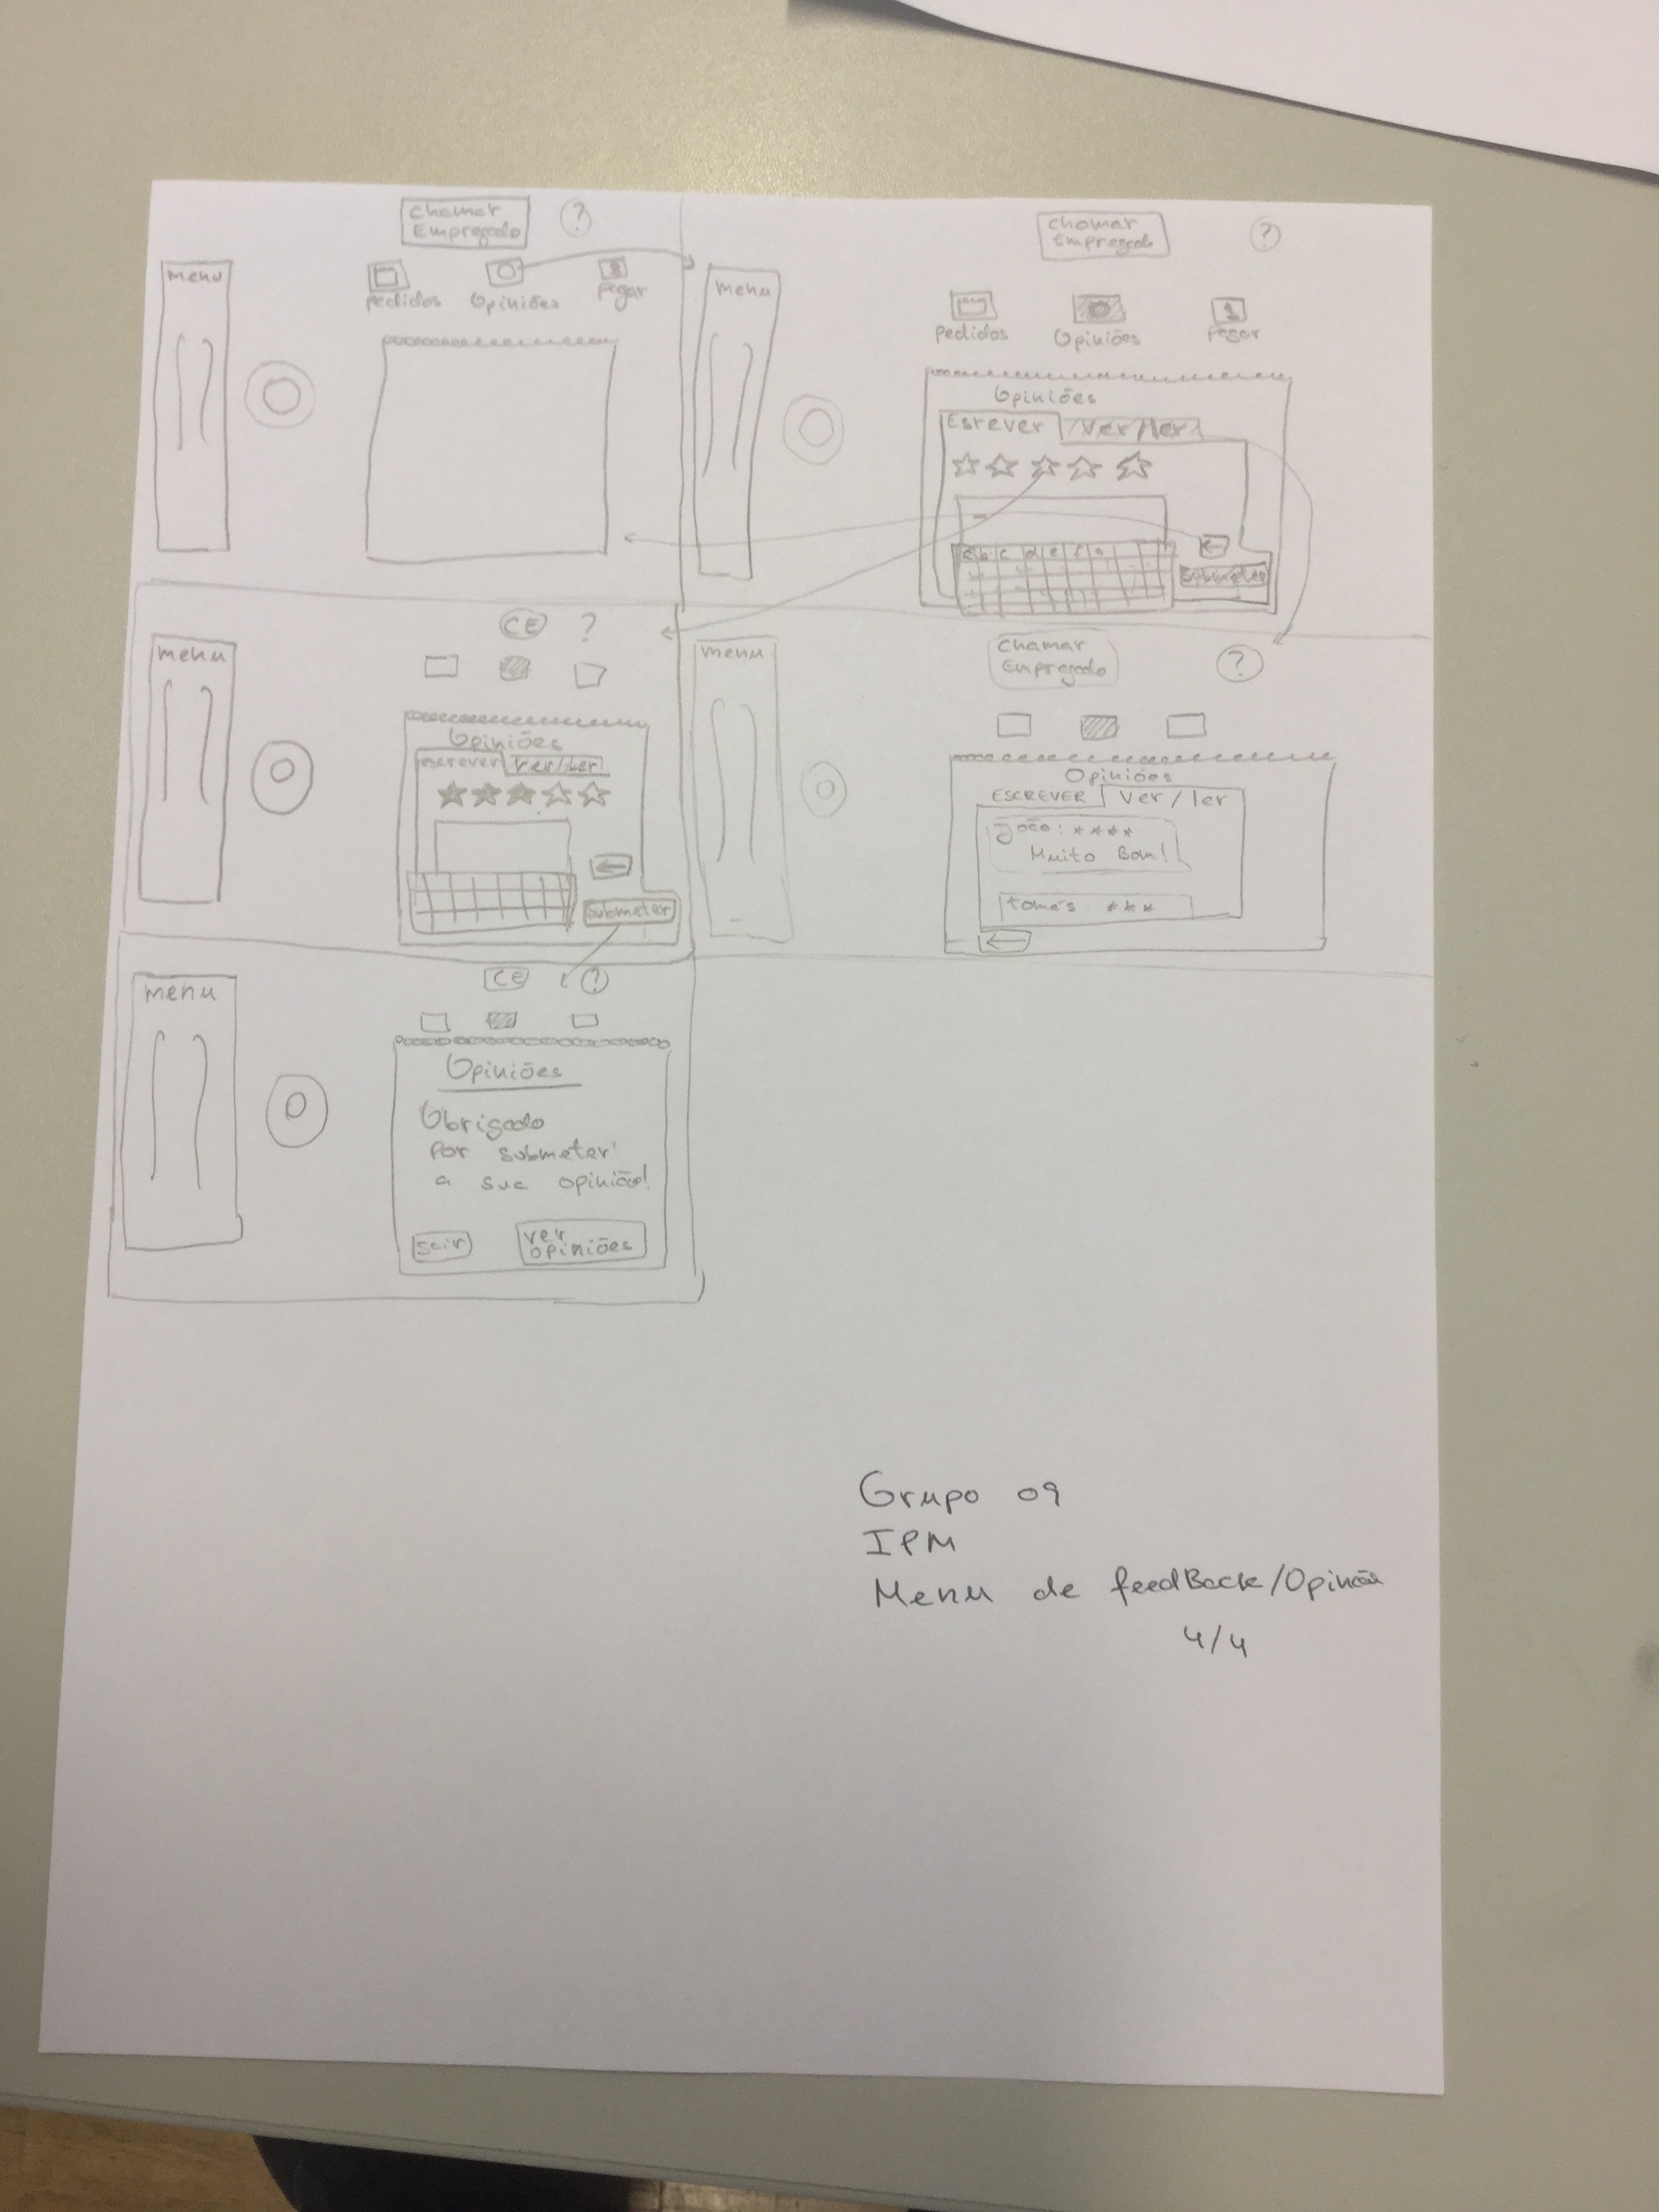 Chamar
Empregado
?
menu
Pedidos
Opiniões
Pagar
Chamar
Empregado
?
menu
Pedidos
Opiniões
Pagar
Opiniões
Escrever
Ver/ler
a b c d e f g
←
Submeter
CE
?
menu
Opiniões
escrever
Ver/Ler
←
Submeter
Chamar
Empregado
?
menu
Opiniões
ESCREVER
Ver/ler
João: ****
Muito Bom!
tomás: ***
←
CE
?
menu
Opiniões
Obrigado
por submeter
a sua opinião!
Sair
ver
opiniões
Grupo 09
IPM
Menu de feedBack/Opinião
4/4